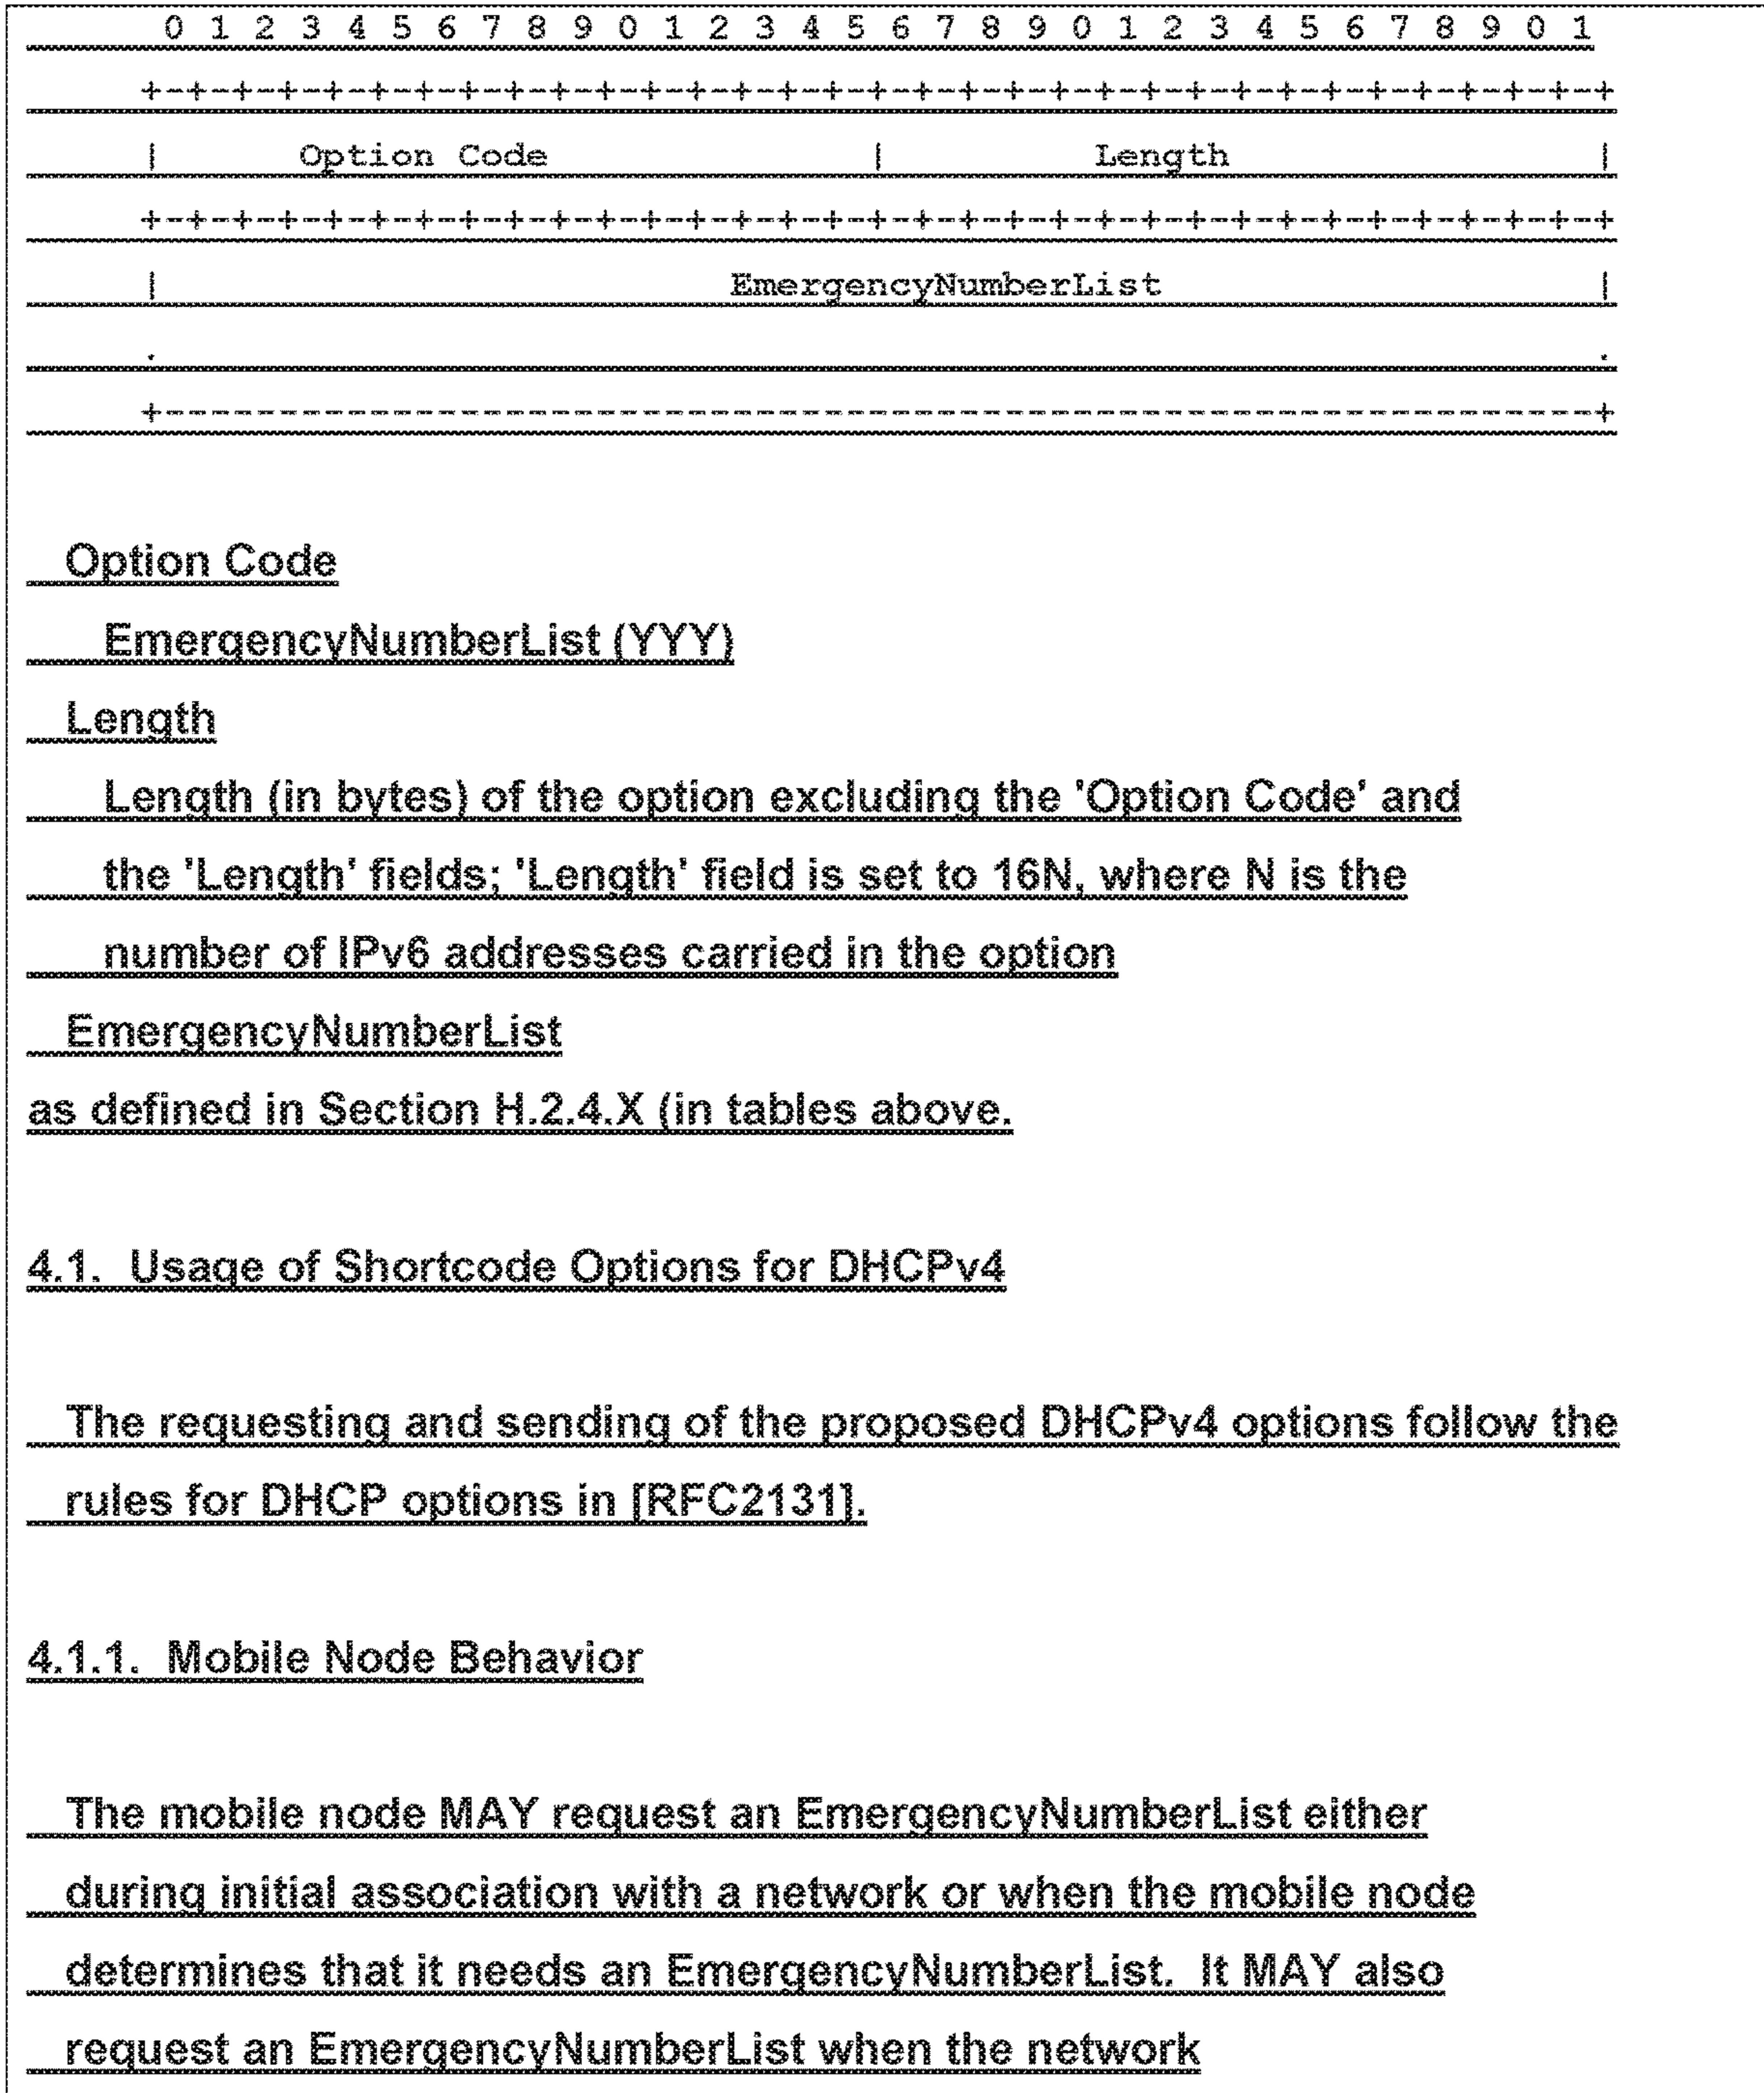 0 1 2 3 4 5 6 7 8 9 0 1 2 3 4 5 6 7 8 9 0 1 2 3 4 5 6 7 8 9 0 1
+-+-+-+-+-+-+-+-+-+-+-+-+-+-+-+-+-+-+-+-+-+-+-+-+-+-+-+-+-+-+-+-+
| Option Code | Length |
+-+-+-+-+-+-+-+-+-+-+-+-+-+-+-+-+-+-+-+-+-+-+-+-+-+-+-+-+-+-+-+-+
| EmergencyNumberList |
. .
+---------------------------------------------------------------+
Option Code
EmergencyNumberList (YYY)
Length
Length (in bytes) of the option excluding the 'Option Code' and
the 'Length' fields; 'Length' field is set to 16N, where N is the
number of IPv6 addresses carried in the option
EmergencyNumberList
as defined in Section H.2.4.X (in tables above.
4.1. Usage of Shortcode Options for DHCPv4
The requesting and sending of the proposed DHCPv4 options follow the
rules for DHCP options in [RFC2131].
4.1.1. Mobile Node Behavior
The mobile node MAY request an EmergencyNumberList either
during initial association with a network or when the mobile node
determines that it needs an EmergencyNumberList. It MAY also
request an EmergencyNumberList when the network